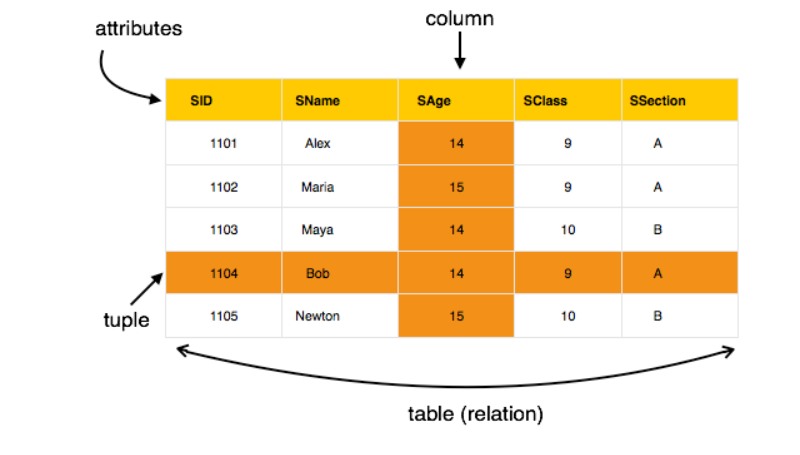 attributes
column
SID SName SAge SClass SSection
1101 Alex 14 9 A
1102 Maria 15 9 A
1103 Maya 14 10 B
1104 Bob 14 9 A
tuple
1105 Newton 15 10 B
table (relation)